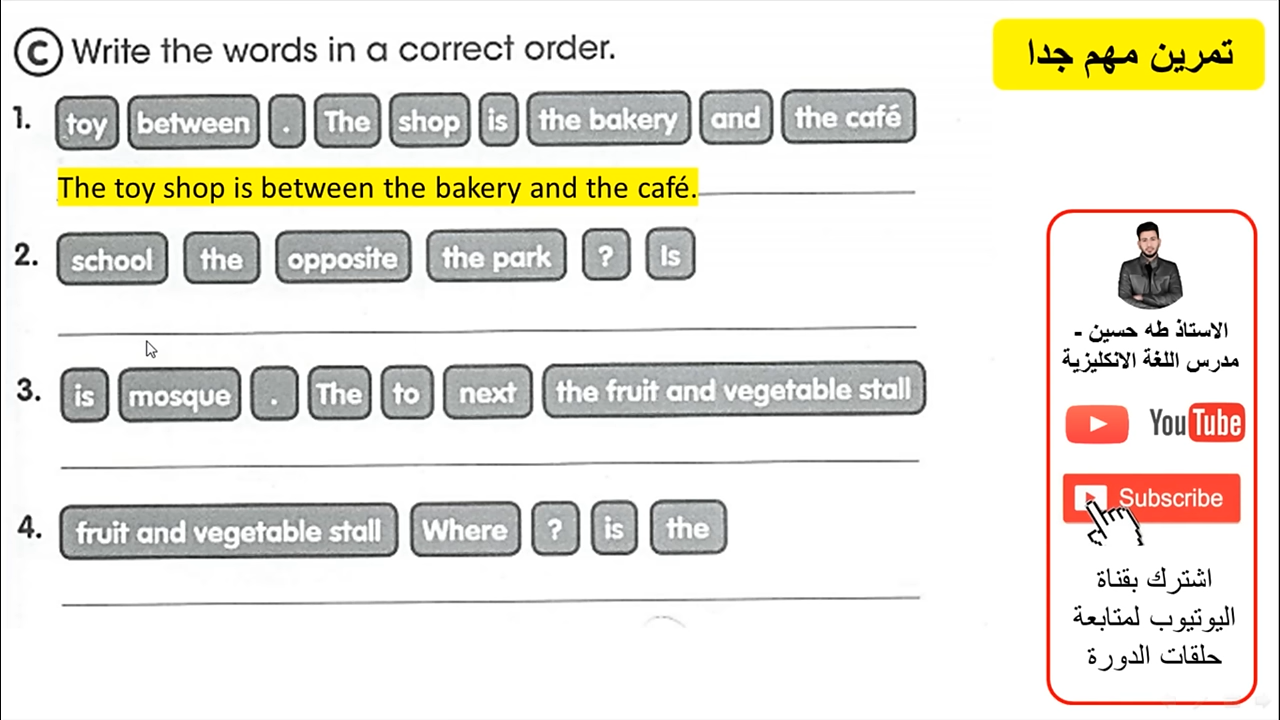 C Write the words in a correct order.
تمرين مهم جدا
1. toy between . The shop is the bakery and the café
The toy shop is between the bakery and the café.
2. school the opposite the park ? Is
3. is mosque . The to next the fruit and vegetable stall
4. fruit and vegetable stall Where ? is the
الاستاذ طه حسين -
مدرس اللغة الانكليزية
YouTube
Subscribe
اشترك بقناة
اليوتيوب لمتابعة
حلقات الدورة